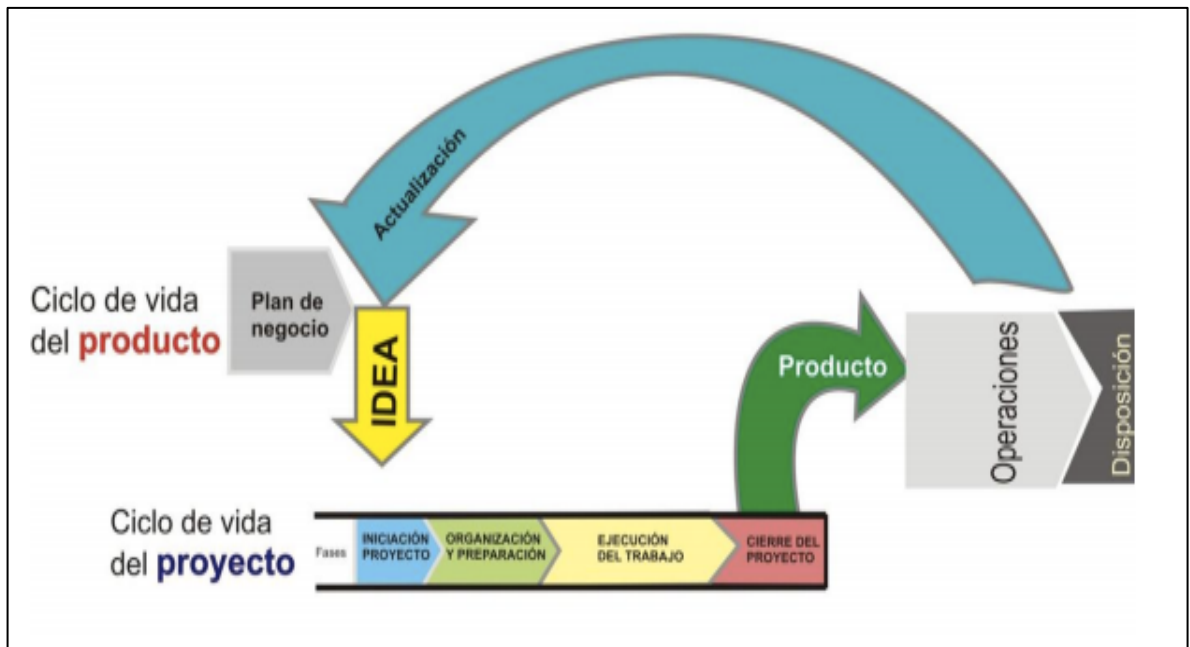 Actualización
Ciclo de vida
del producto
Plan de
negocio
IDEA
Producto
Operaciones
Disposición
Ciclo de vida
del proyecto
Fases
INICIACIÓN
PROYECTO
ORGANIZACIÓN
Y PREPARACIÓN
EJECUCIÓN
DEL TRABAJO
CIERRE DEL
PROYECTO